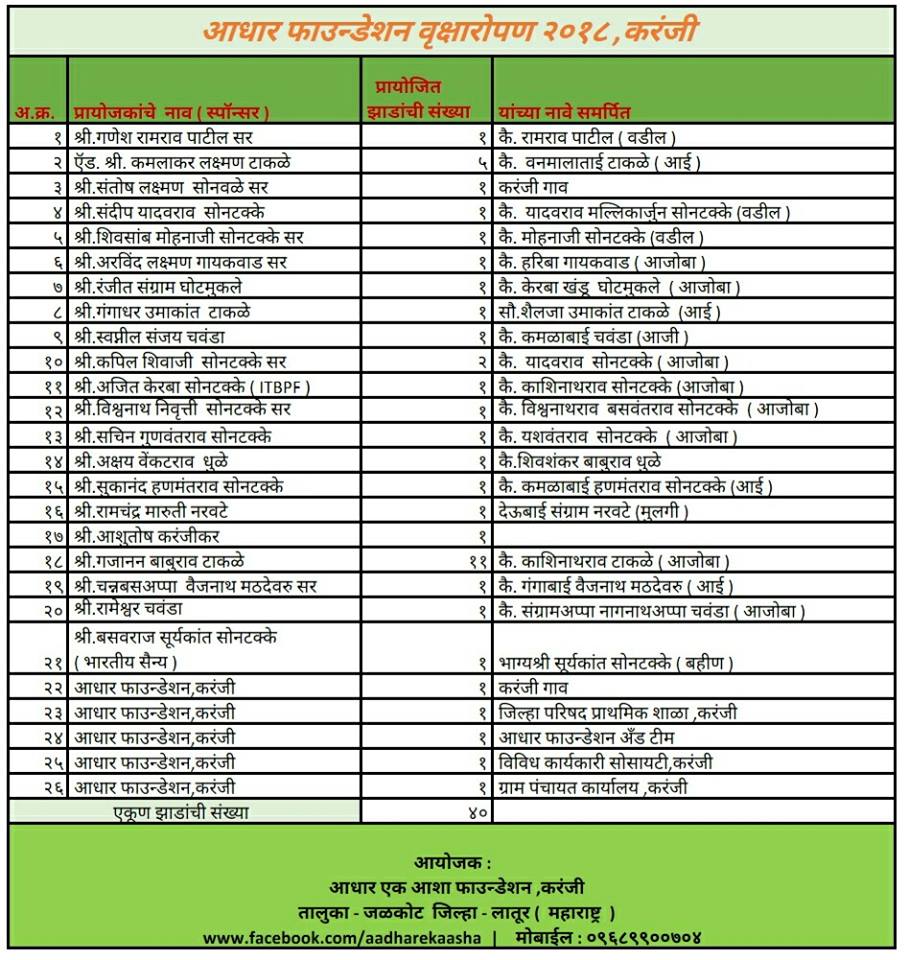 आधार फाउन्डेशन वृक्षारोपण २०१८ ,करंजी
अ.क्र. प्रायोजकांचे नाव ( स्पॉन्सर ) प्रायोजित झाडांची संख्या यांच्या नावे समर्पित
१ श्री.गणेश रामराव पाटील सर १ कै. रामराव पाटील ( वडील )
२ ऍड. श्री. कमलाकर लक्ष्मण टाकळे ५ कै. वनमालाताई टाकळे ( आई )
३ श्री.संतोष लक्ष्मण सोनवळे सर १ करंजी गाव
४ श्री.संदीप यादवराव सोनटक्के १ कै. यादवराव मल्लिकार्जुन सोनटक्के (वडील )
५ श्री.शिवसांब मोहनाजी सोनटक्के सर १ कै. मोहनाजी सोनटक्के (वडील )
६ श्री.अरविंद लक्ष्मण गायकवाड सर १ कै. हरिबा गायकवाड ( आजोबा )
७ श्री.रंजीत संग्राम घोटमुकले १ कै. केरबा खंडू घोटमुकले ( आजोबा )
८ श्री.गंगाधर उमाकांत टाकळे १ सौ.शैलजा उमाकांत टाकळे (आई )
९ श्री.स्वप्नील संजय चवंडा १ कै. कमळाबाई चवंडा (आजी )
१० श्री.कपिल शिवाजी सोनटक्के सर २ कै. यादवराव सोनटक्के ( आजोबा )
११ श्री.अजित केरबा सोनटक्के ( ITBPF ) १ कै. काशिनाथराव सोनटक्के (आजोबा )
१२ श्री.विश्वनाथ निवृत्ती सोनटक्के सर १ कै. विश्वनाथराव बसवंतराव सोनटक्के ( आजोबा )
१३ श्री.सचिन गुणवंतराव सोनटक्के १ कै. यशवंतराव सोनटक्के ( आजोबा )
१४ श्री.अक्षय वेंकटराव धुळे १ कै.शिवशंकर बाबुराव धुळे
१५ श्री.सुकानंद हणमंतराव सोनटक्के १ कै. कमळाबाई हणमंतराव सोनटक्के (आई )
१६ श्री.रामचंद्र मारुती नरवटे १ देऊबाई संग्राम नरवटे (मुलगी )
१७ श्री.आशुतोष करंजीकर १
१८ श्री.गजानन बाबुराव टाकळे ११ कै. काशिनाथराव टाकळे ( आजोबा )
१९ श्री.चन्नबसअप्पा वैजनाथ मठदेवरु सर १ कै. गंगाबाई वैजनाथ मठदेवरु ( आई )
२० श्री.रामेश्वर चवंडा १ कै. संग्रामअप्पा नागनाथअप्पा चवंडा ( आजोबा )
श्री.बसवराज सूर्यकांत सोनटक्के
२१ ( भारतीय सैन्य ) १ भाग्यश्री सूर्यकांत सोनटक्के ( बहीण )
२२ आधार फाउन्डेशन,करंजी १ करंजी गाव
२३ आधार फाउन्डेशन,करंजी १ जिल्हा परिषद प्राथमिक शाळा ,करंजी
२४ आधार फाउन्डेशन,करंजी १ आधार फाउन्डेशन अँड टीम
२५ आधार फाउन्डेशन,करंजी १ विविध कार्यकारी सोसायटी,करंजी
२६ आधार फाउन्डेशन,करंजी १ ग्राम पंचायत कार्यालय ,करंजी
एकूण झाडांची संख्या ४०
आयोजक :
आधार एक आशा फाउन्डेशन ,करंजी
तालुका - जळकोट जिल्हा - लातूर ( महाराष्ट्र )
www.facebook.com/aadharekaasha | मोबाईल : ०९६८९९००७०४